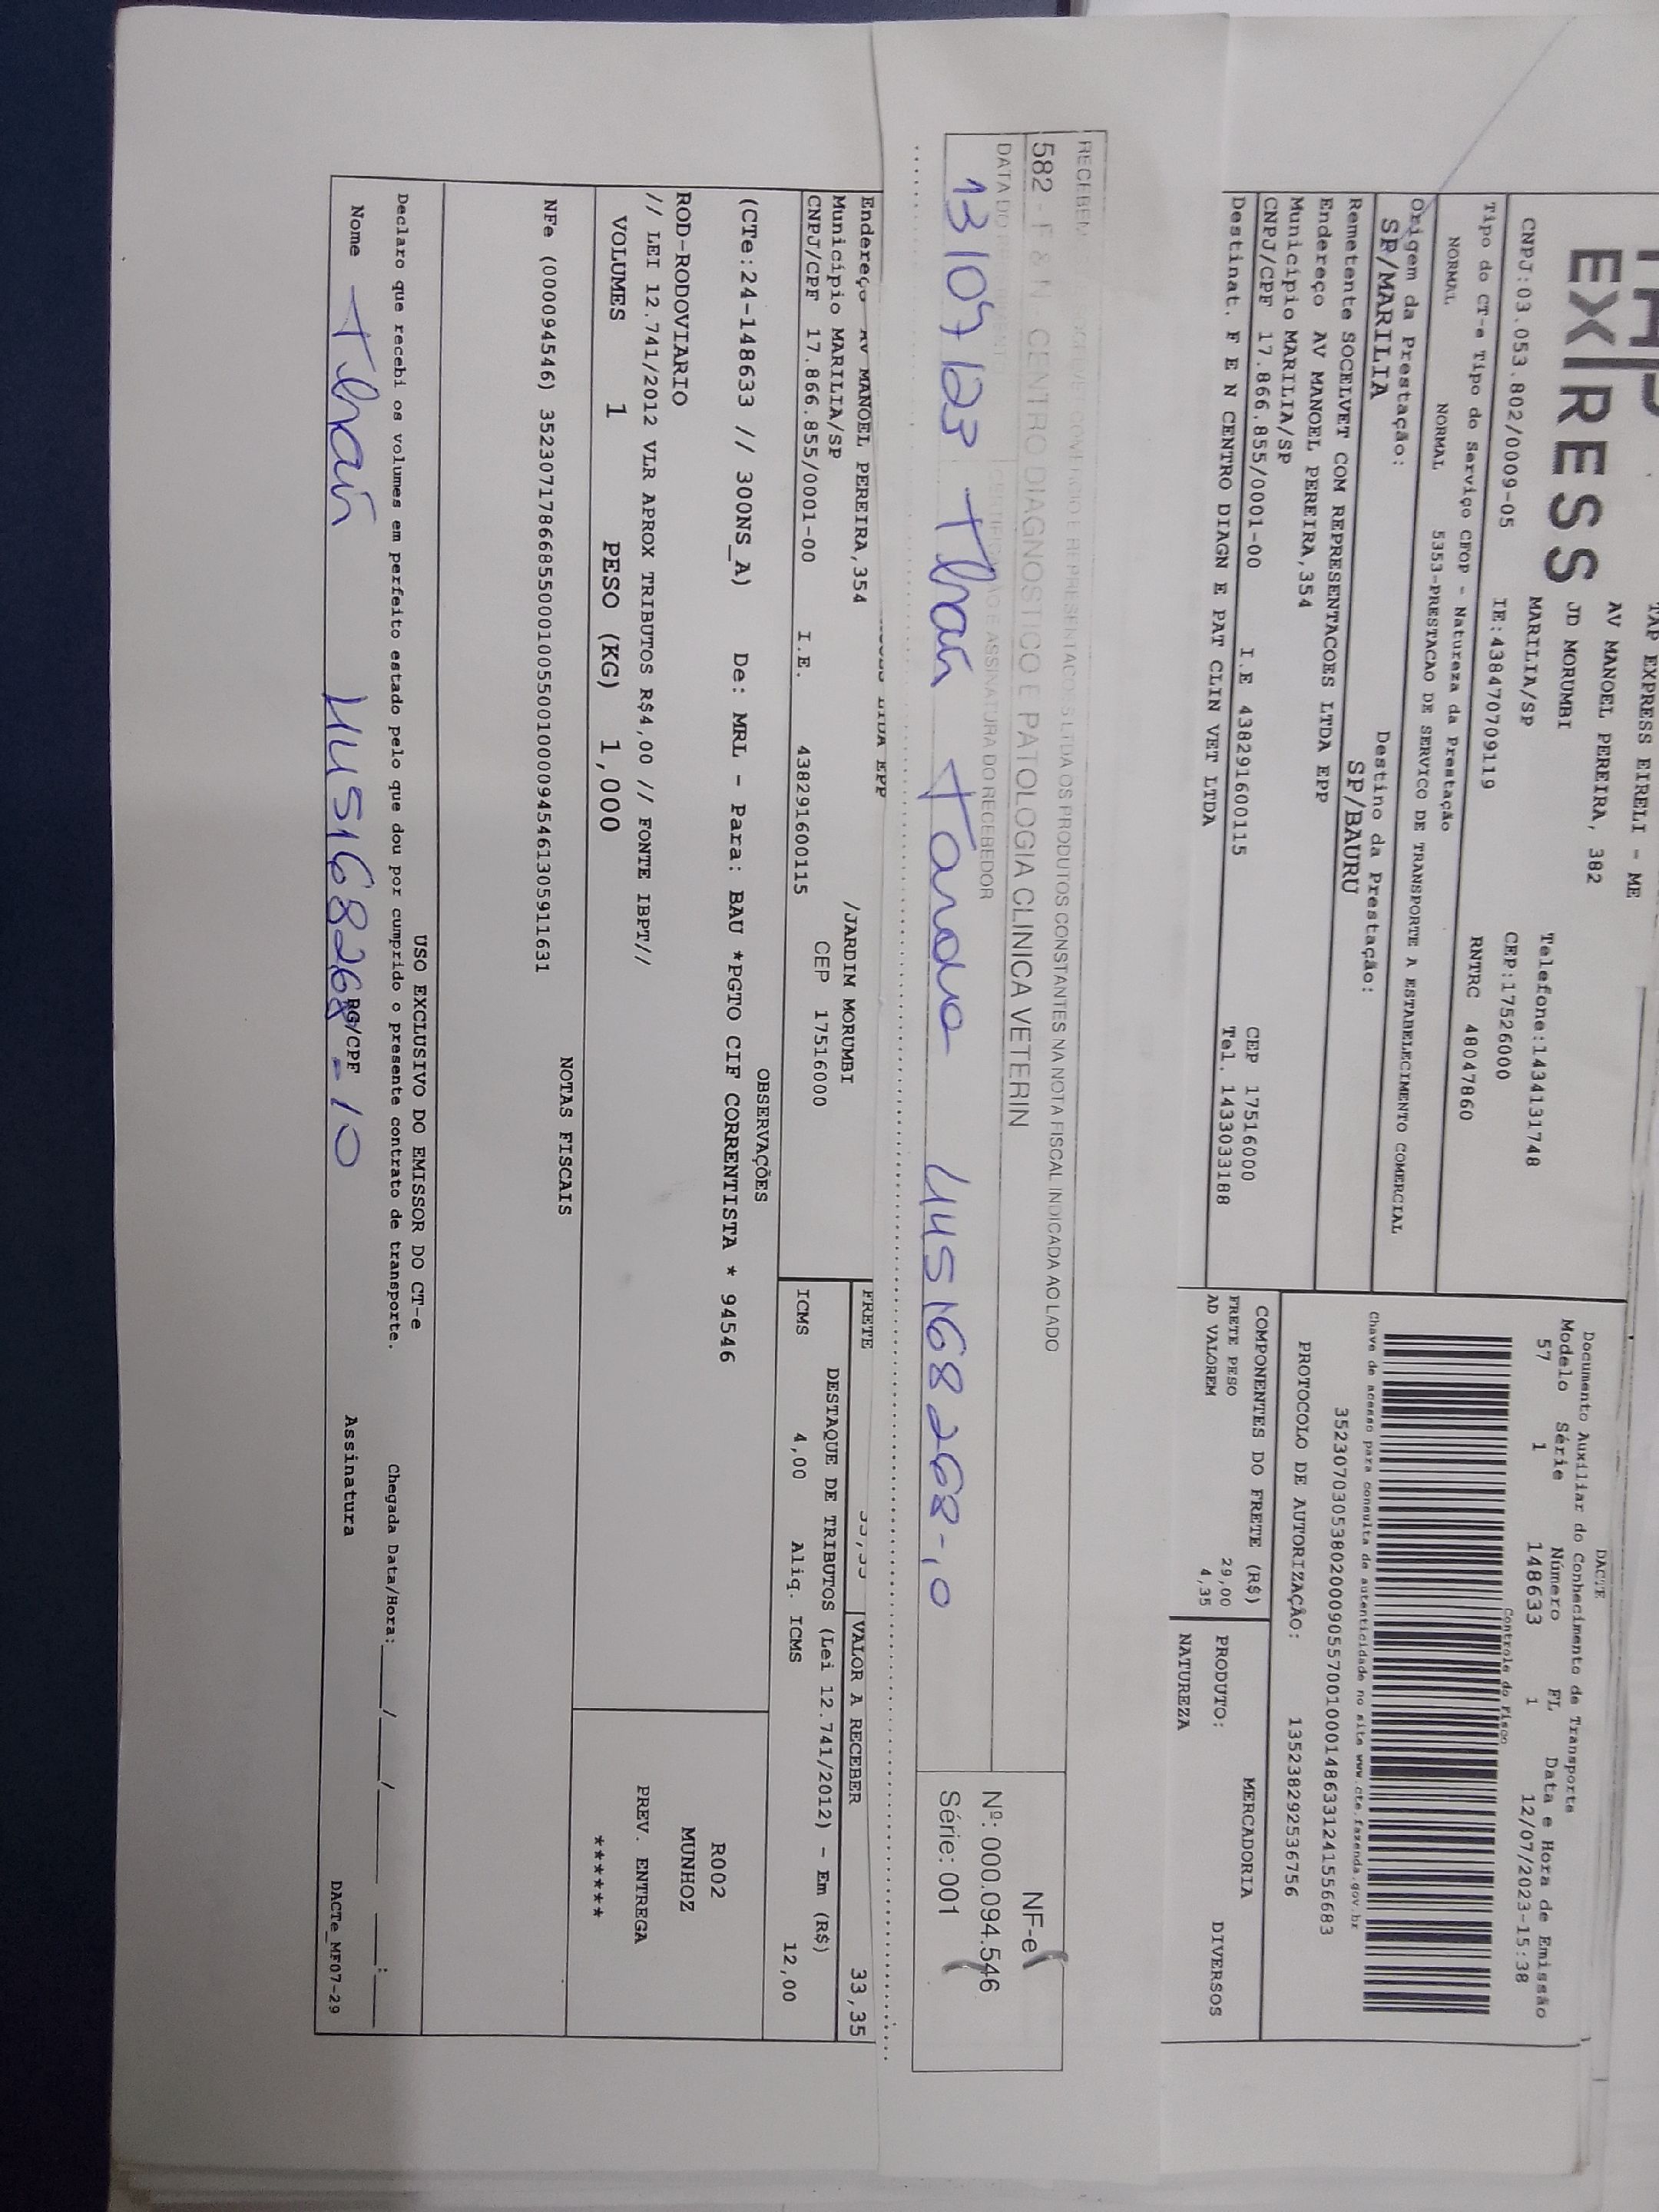 EXPRESS
TAP EXPRESS EIRELI - ME
AV MANOEL PEREIRA, 382
JD MORUMBI
MARILIA/SP
Telefone:1434131748
CEP:17526000
CNPJ:03.053.802/0009-05
IE:438470709119
RNTRC 48047860
Tipo do CT-e Tipo do Serviço CFOP - Natureza da Prestação
NORMAL NORMAL 5353-PRESTACAO DE SERVICO DE TRANSPORTE A ESTABELECIMENTO COMERCIAL
Origem da Prestação: Destino da Prestação:
SP/MARILIA SP/BAURU
Remetente SOCELVET COM REPRESENTACOES LTDA EPP
Endereço AV MANOEL PEREIRA,354
Município MARILIA/SP CEP 17516000
CNPJ/CPF 17.866.855/0001-00 I.E 438291600115 Tel. 1433033188
Destinat. F E N CENTRO DIAGN E PAT CLIN VET LTDA
DACTE
Documento Auxiliar do Conhecimento de Transporte
Modelo Série Número FL Data e Hora de Emissão
57 1 148633 1 12/07/2023-15:38
Controle do Fisco
Chave de acesso para consulta de autenticidade no site www.cte.fazenda.gov.br
35230703053802000905570010001486331241556683
PROTOCOLO DE AUTORIZAÇÃO: 135238292536756
COMPONENTES DO FRETE (R$) MERCADORIA
FRETE PESO 29,00 PRODUTO: DIVERSOS
AD VALOREM 4,35 NATUREZA
RECEBEM COMERCIO E REPRESENTACOES LTDA OS PRODUTOS CONSTANTES NA NOTA FISCAL INDICADA AO LADO
582 - F & N - CENTRO DIAGNOSTICO E PATOLOGIA CLINICA VETERIN
DATA DO RECEBIMENTO IDENTIFICAÇÃO E ASSINATURA DO RECEBEDOR
13/07/23 Thais 445168268-10
NF-e
Nº: 000.094.546
Série: 001
LTDA EPP
Endereço AV MANOEL PEREIRA,354 /JARDIM MORUMBI
Município MARILIA/SP CEP 17516000
CNPJ/CPF 17.866.855/0001-00 I.E. 438291600115
FRETE 33,35 VALOR A RECEBER 33,35
DESTAQUE DE TRIBUTOS (Lei 12.741/2012) - Em (R$)
ICMS 4,00 Aliq. ICMS 12,00
OBSERVAÇÕES
(CTe:24-148633 // 300NS_A) De: MRL - Para: BAU *PGTO CIF CORRENTISTA * 94546
ROD-RODOVIARIO
// LEI 12.741/2012 VLR APROX TRIBUTOS R$4,00 // FONTE IBPT//
R002
MUNHOZ
PREV. ENTREGA
*******
VOLUMES 1 PESO (KG) 1,000
NOTAS FISCAIS
NFe (000094546) 35230717866855000100550010000945461305911631
USO EXCLUSIVO DO EMISSOR DO CT-e
Declaro que recebi os volumes em perfeito estado pelo que dou por cumprido o presente contrato de transporte. Chegada Data/Hora:____/____/______ ____:____
Nome Thais 445168268-10 RG/CPF Assinatura
DACTe_MF07-29